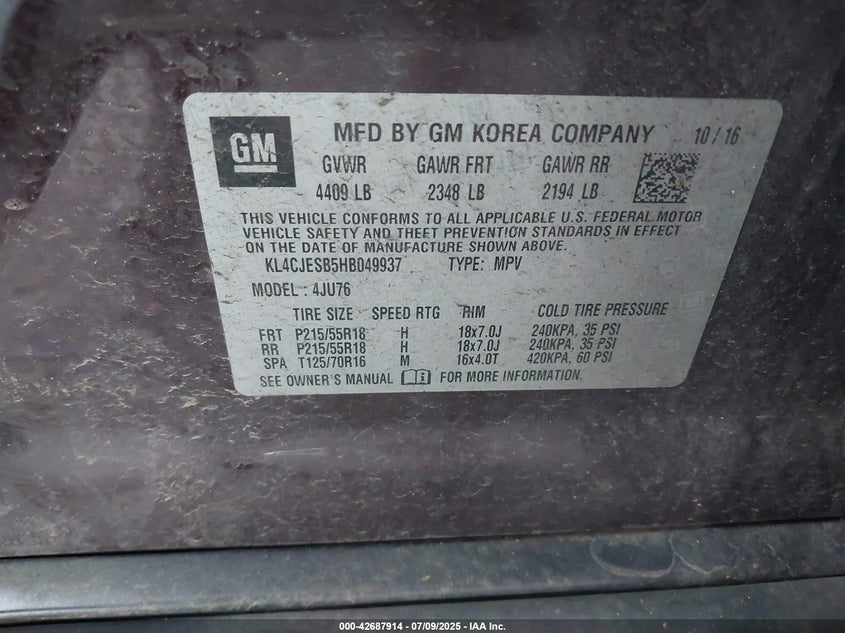 GM MFD BY GM KOREA COMPANY 10/16
GVWR GAWR FRT GAWR RR
4409 LB 2348 LB 2194 LB
THIS VEHICLE CONFORMS TO ALL APPLICABLE U.S. FEDERAL MOTOR
VEHICLE SAFETY AND THEFT PREVENTION STANDARDS IN EFFECT
ON THE DATE OF MANUFACTURE SHOWN ABOVE.
KL4CJESB5HB049937 TYPE: MPV
MODEL: 4JU76
TIRE SIZE SPEED RTG RIM COLD TIRE PRESSURE
FRT P215/55R18 H 18x7.0J 240KPA, 35 PSI
RR P215/55R18 H 18x7.0J 240KPA, 35 PSI
SPA T125/70R16 M 16x4.0T 420KPA, 60 PSI
SEE OWNER'S MANUAL FOR MORE INFORMATION.
000-42687914 / 07/09/2025 - IAA Inc.